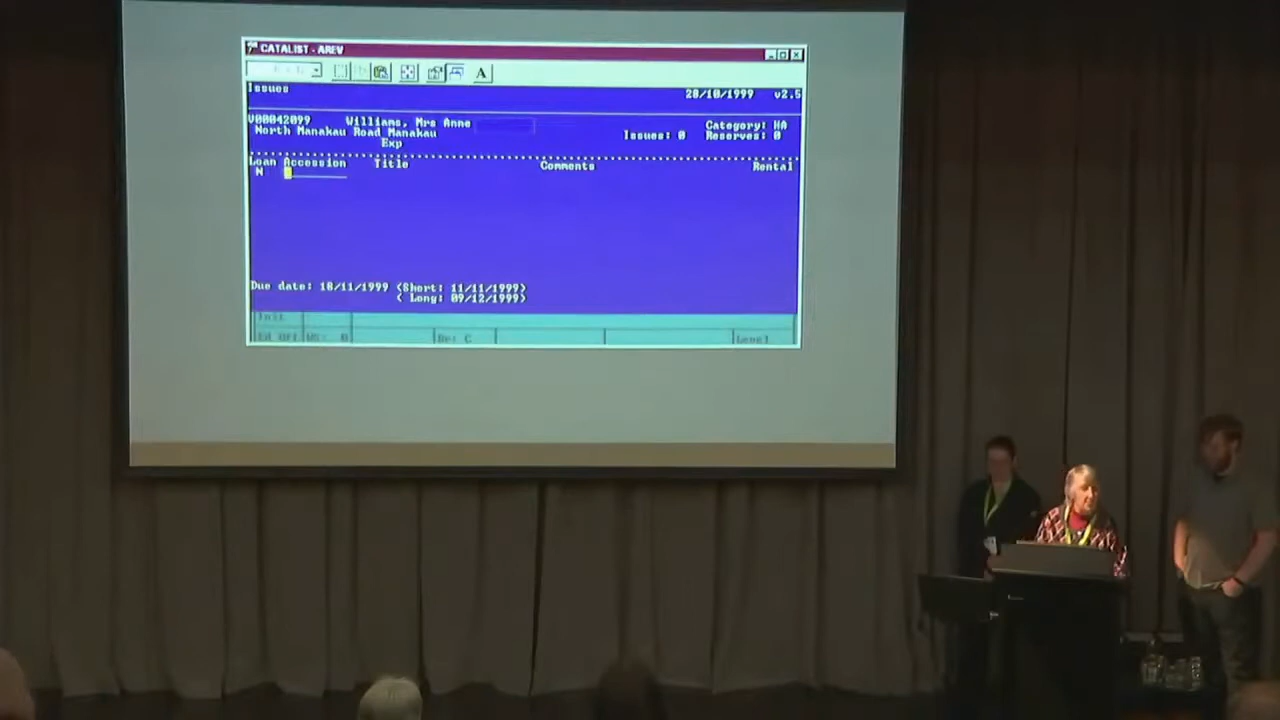 CATALIST - AREV
A
Issues
28/10/1999 v2.5
V00042099 Williams, Mrs Anne Category: HA
North Manakau Road Manakau Issues: 0 Reserves: 0
Exp
Loan Accession Title Comments Rental
N
Due date: 18/11/1999 (Short: 11/11/1999)
( Long: 09/12/1999)